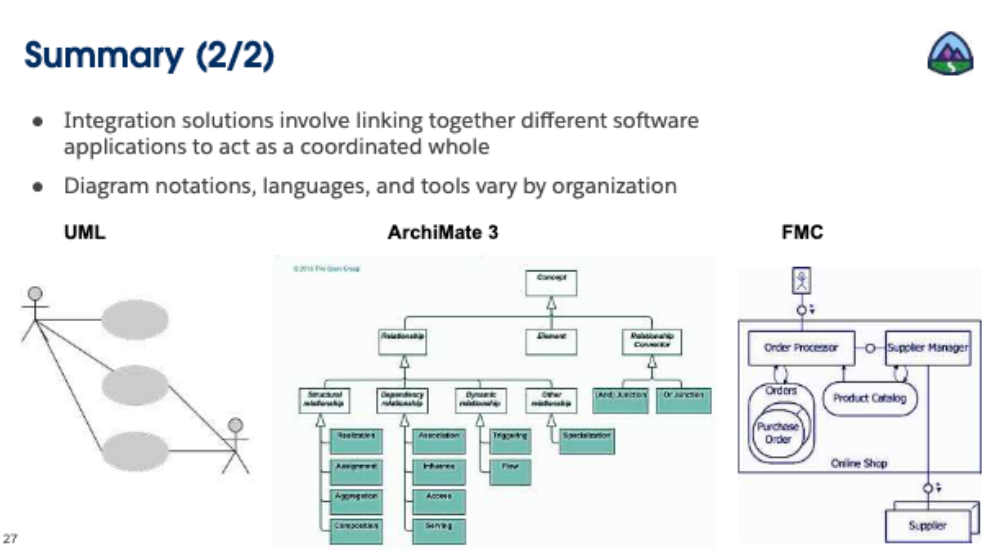 Summary (2/2)
● Integration solutions involve linking together different software
applications to act as a coordinated whole
● Diagram notations, languages, and tools vary by organization
UML
ArchiMate 3
FMC
The Open Group
Concept
Relationship
Element
Relationship
Connector
Structural
relationship
Dependency
relationship
Dynamic
relationship
Other
relationship
(And) Junction
Or Junction
Realization
Association
Triggering
Specialization
Assignment
Influence
Flow
Aggregation
Access
Composition
Serving
Order Processor
Supplier Manager
Orders
Purchase
Order
Product Catalog
Online Shop
Supplier
27